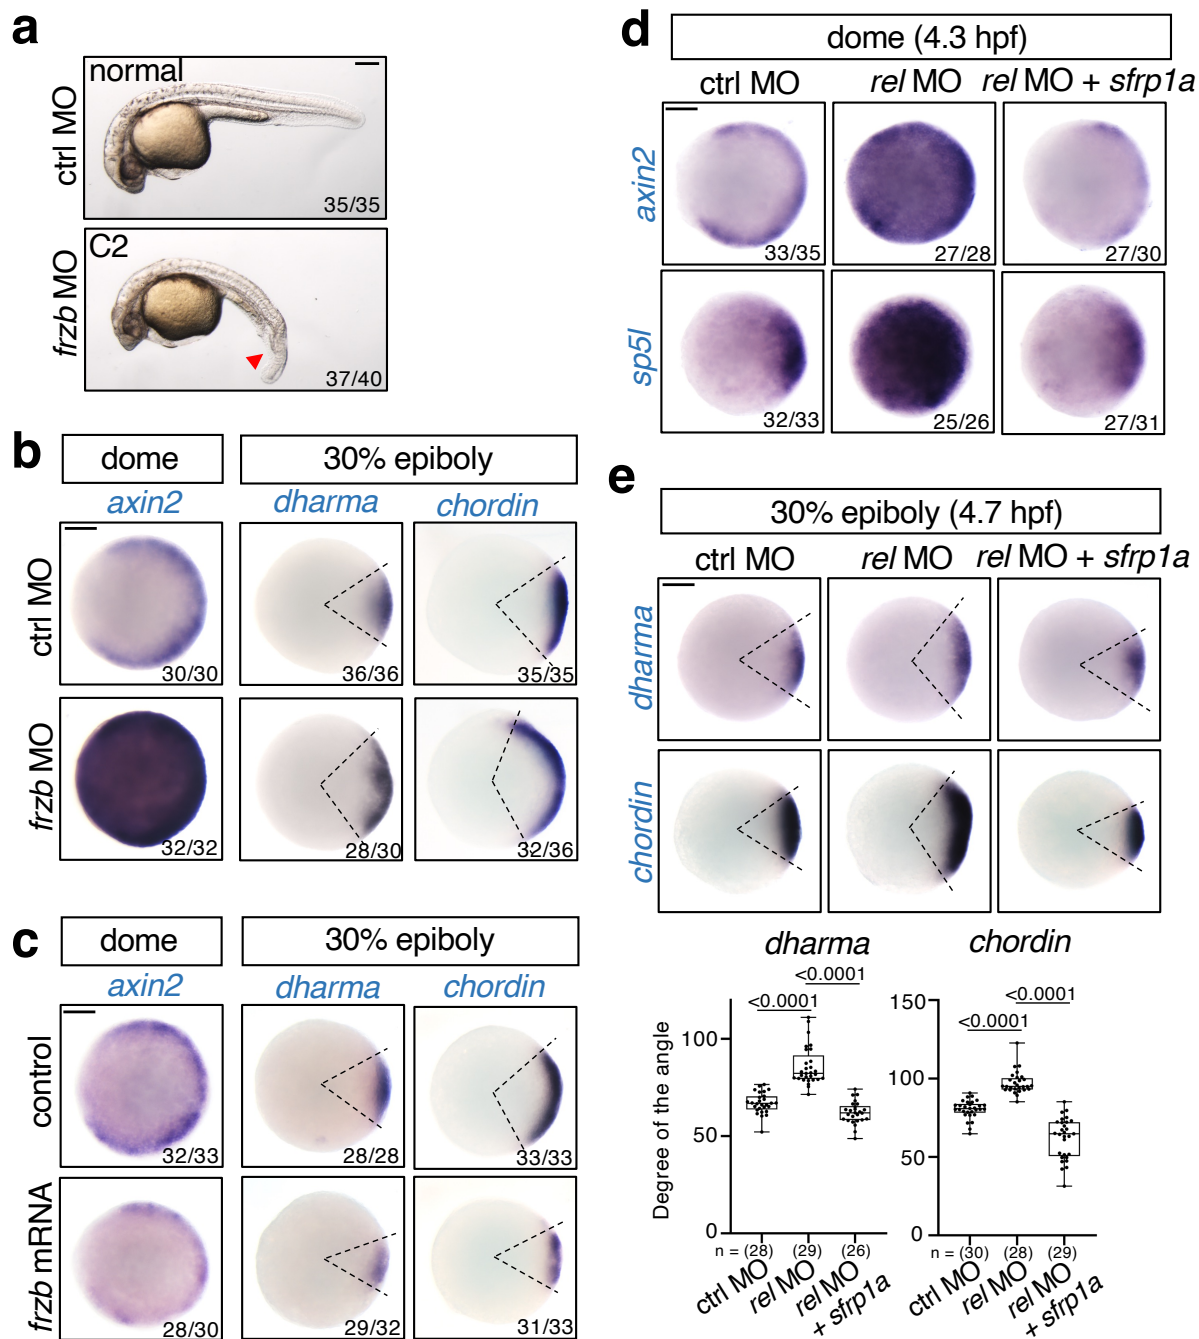 a
normal
ctrl MO
35/35
C2
frzb MO
37/40
b
dome
30% epiboly
axin2
dharma
chordin
ctrl MO
30/30
36/36
35/35
frzb MO
32/32
28/30
32/36
c
dome
30% epiboly
axin2
dharma
chordin
control
32/33
28/28
33/33
frzb mRNA
28/30
29/32
31/33
d
dome (4.3 hpf)
ctrl MO
rel MO
rel MO + sfrp1a
axin2
33/35
27/28
27/30
sp5l
32/33
25/26
27/31
e
30% epiboly (4.7 hpf)
ctrl MO
rel MO
rel MO + sfrp1a
dharma
chordin
dharma
<0.0001
<0.0001
Degree of the angle
100
50
0
n = (28)
(29)
(26)
ctrl MO
rel MO
rel MO
+ sfrp1a
chordin
<0.0001
<0.0001
150
100
50
0
n = (30)
(28)
(29)
ctrl MO
rel MO
rel MO
+ sfrp1a